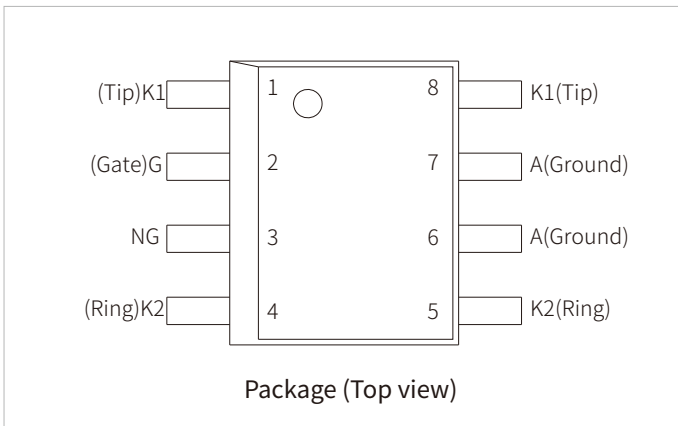 (Tip)K1 1 8 K1(Tip)
(Gate)G 2 7 A(Ground)
NG 3 6 A(Ground)
(Ring)K2 4 5 K2(Ring)
Package (Top view)